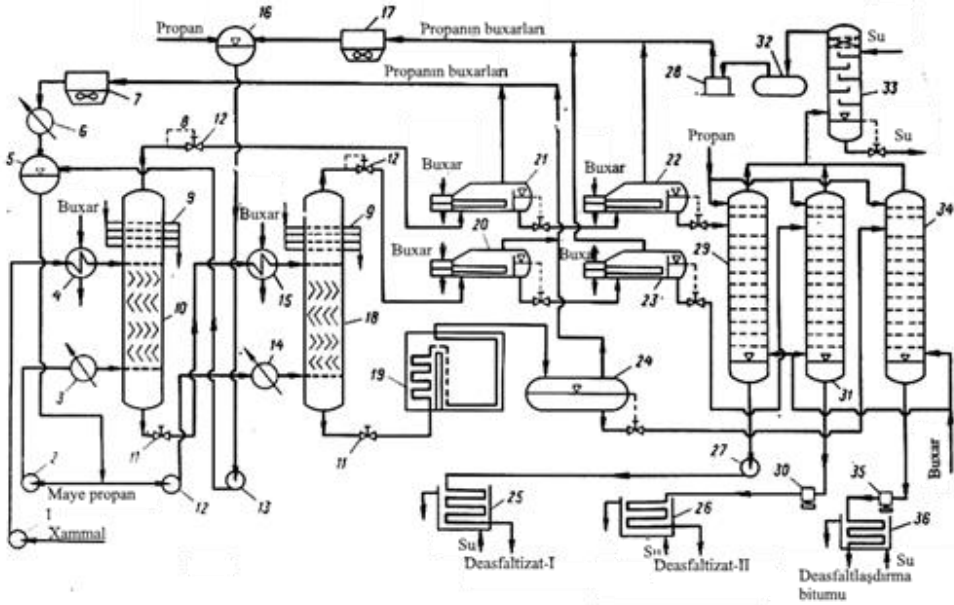 16
17
Propan
Propanın buxarları
32
Su
28
33
Propanın buxarları
7
8
12
6
12
Su
5
21
22
Propan
Buxar
Buxar
Buxar
9
Buxar
9
20
34
Buxar
29
4
15
23
10
18
14
24
3
19
31
11
11
27
2
30
35
Maye propan
12
13
25
26
36
1
Xammal
Su
Su
Buxar
Deasfaltizat-I
Deasfaltizat-II
Deasfaltlaşdırma
bitumu